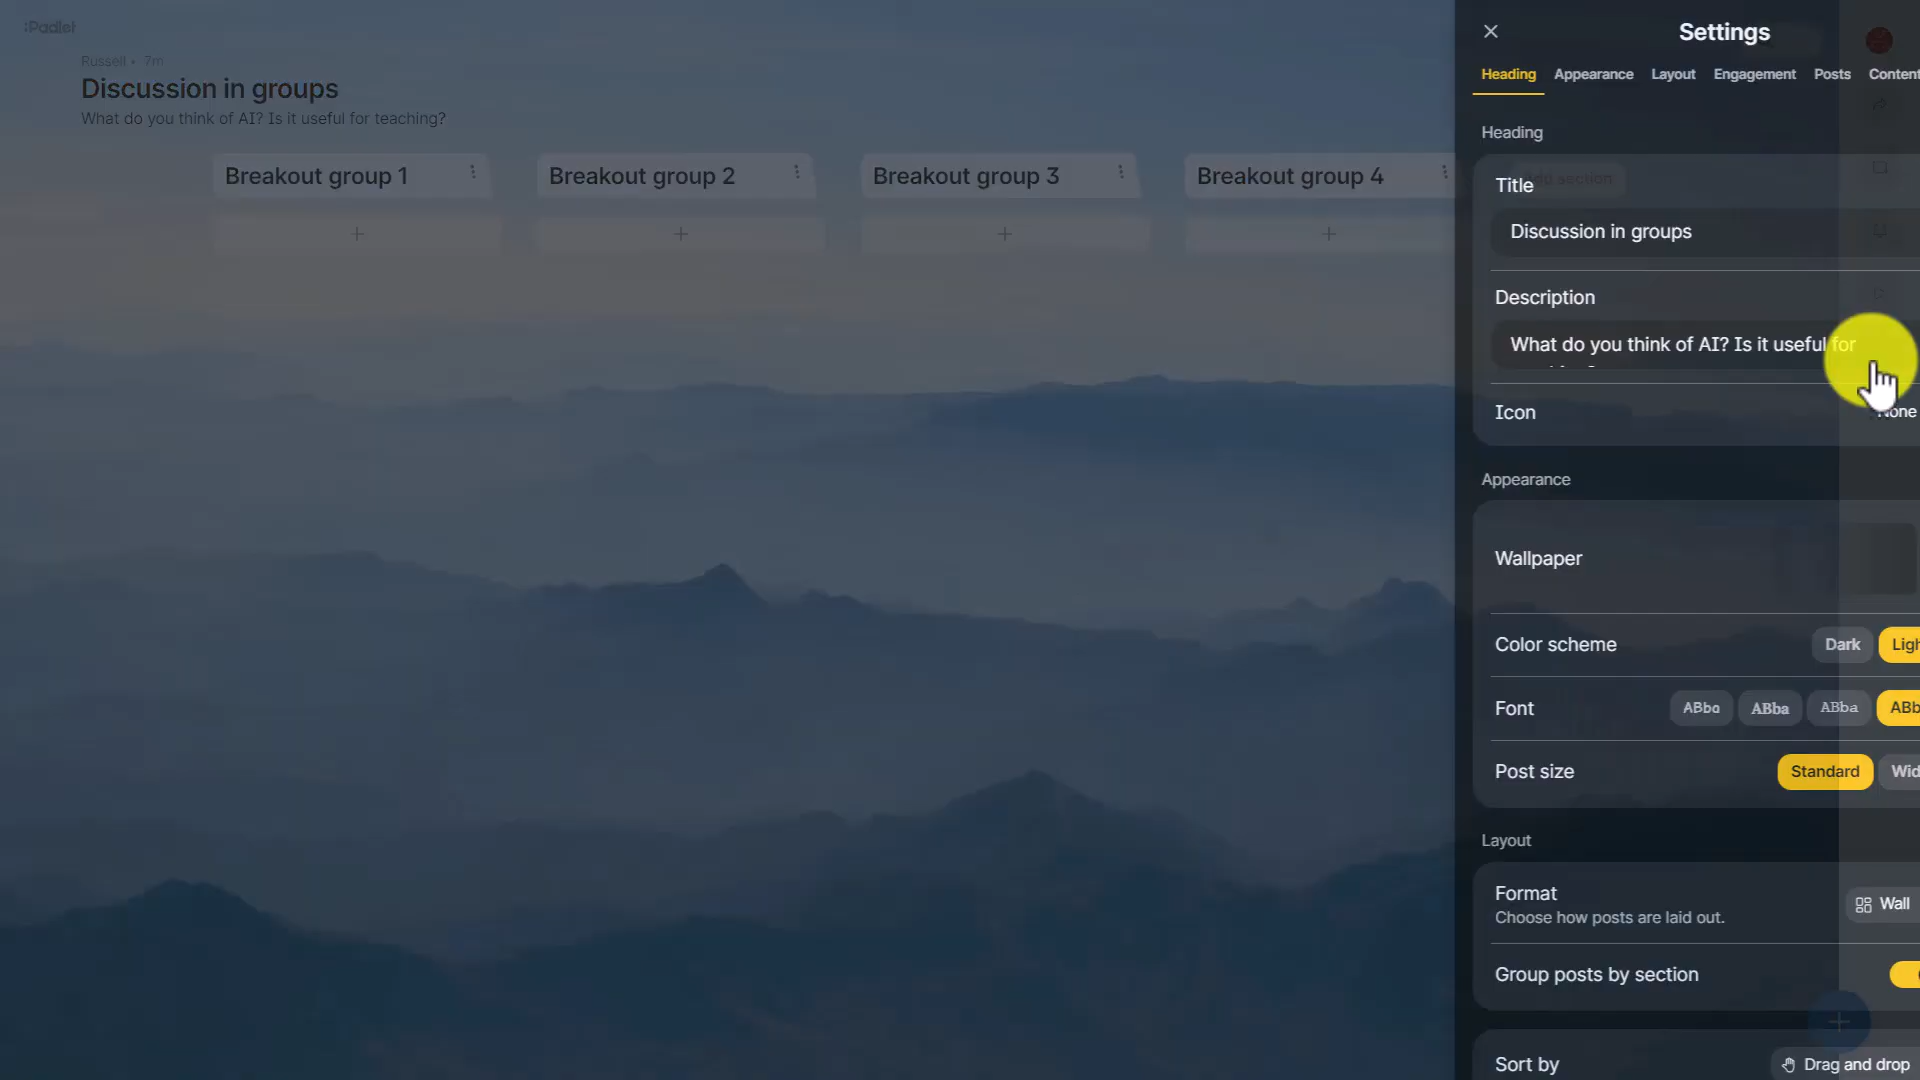 :Padlet
Russell • 7m
Discussion in groups
What do you think of AI? Is it useful for teaching?
Breakout group 1
Breakout group 2
Breakout group 3
Breakout group 4
Settings
Heading Appearance Layout Engagement Posts Content
Heading
Title
Add section
Discussion in groups
Description
What do you think of AI? Is it useful for
Icon
None
Appearance
Wallpaper
Color scheme
Dark
Ligh
Font
ABba ABba ABba ABb
Post size
Standard
Wid
Layout
Format
Choose how posts are laid out.
Wall
Group posts by section
Sort by
Drag and drop